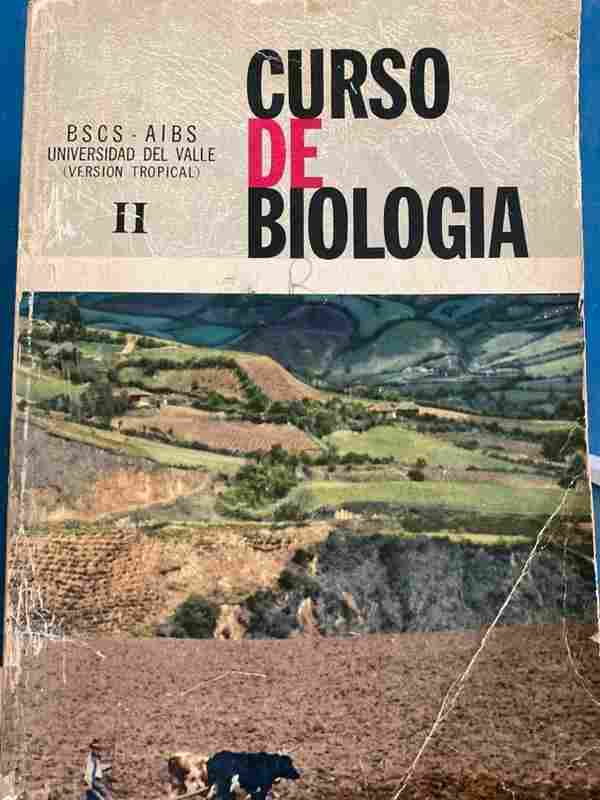 CURSO
DE
BIOLOGIA
BSCS - AIBS
UNIVERSIDAD DEL VALLE
(VERSION TROPICAL)
II
R